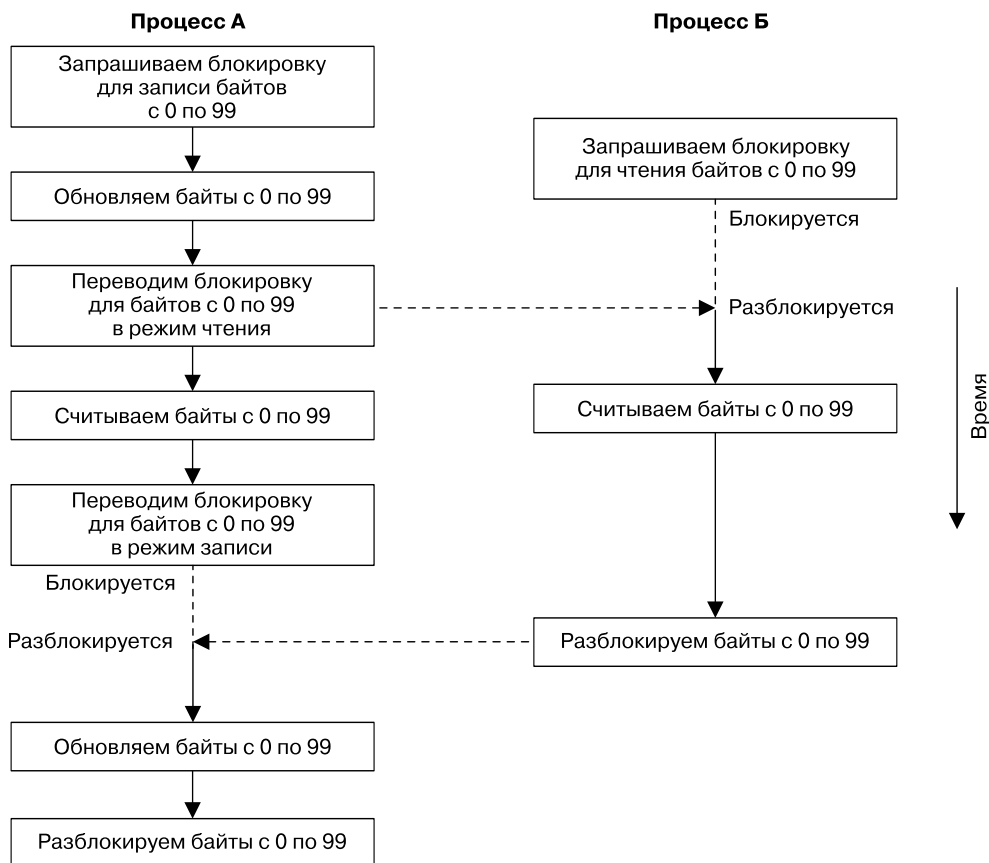 Процесс А
Запрашиваем блокировку
для записи байтов
с 0 по 99
Обновляем байты с 0 по 99
Переводим блокировку
для байтов с 0 по 99
в режим чтения
Считываем байты с 0 по 99
Переводим блокировку
для байтов с 0 по 99
в режим записи
Блокируется
Разблокируется
Обновляем байты с 0 по 99
Разблокируем байты с 0 по 99
Процесс Б
Запрашиваем блокировку
для чтения байтов с 0 по 99
Блокируется
Разблокируется
Считываем байты с 0 по 99
Разблокируем байты с 0 по 99
Время